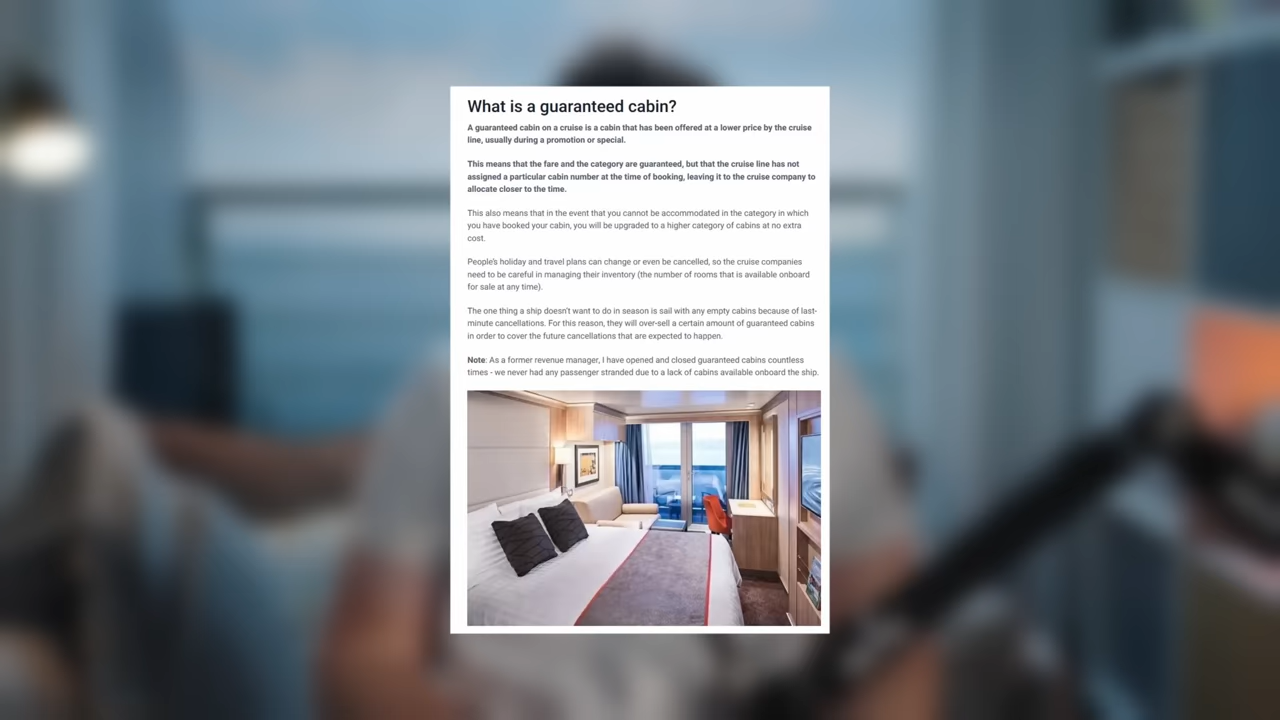 What is a guaranteed cabin?
A guaranteed cabin on a cruise is a cabin that has been offered at a lower price by the cruise
line, usually during a promotion or special.
This means that the fare and the category are guaranteed, but that the cruise line has not
assigned a particular cabin number at the time of booking, leaving it to the cruise company to
allocate closer to the time.
This also means that in the event that you cannot be accommodated in the category in which
you have booked your cabin, you will be upgraded to a higher category of cabins at no extra
cost.
People's holiday and travel plans can change or even be cancelled, so the cruise companies
need to be careful in managing their inventory (the number of rooms that is available onboard
for sale at any time).
The one thing a ship doesn't want to do in season is sail with any empty cabins because of last-
minute cancellations. For this reason, they will over-sell a certain amount of guaranteed cabins
in order to cover the future cancellations that are expected to happen.
Note: As a former revenue manager, I have opened and closed guaranteed cabins countless
times - we never had any passenger stranded due to a lack of cabins available onboard the ship.